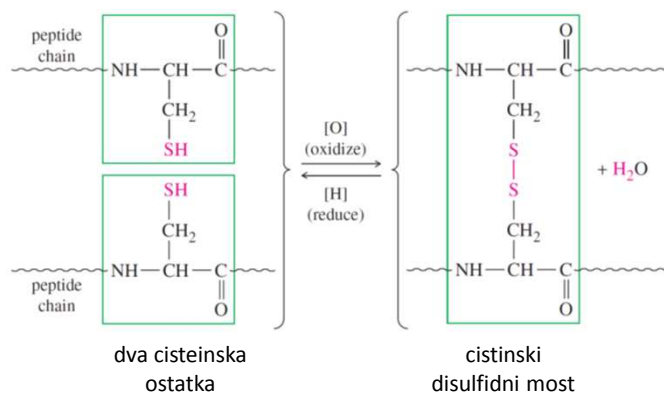 peptide
chain
O
NH—CH—C
CH₂
SH
SH
CH₂
NH—CH—C
O
peptide
chain
[O]
(oxidize)
[H]
(reduce)
O
NH—CH—C
CH₂
S
S
CH₂
NH—CH—C
O
+ H₂O
dva cisteinska
ostatka
cistinski
disulfidni most